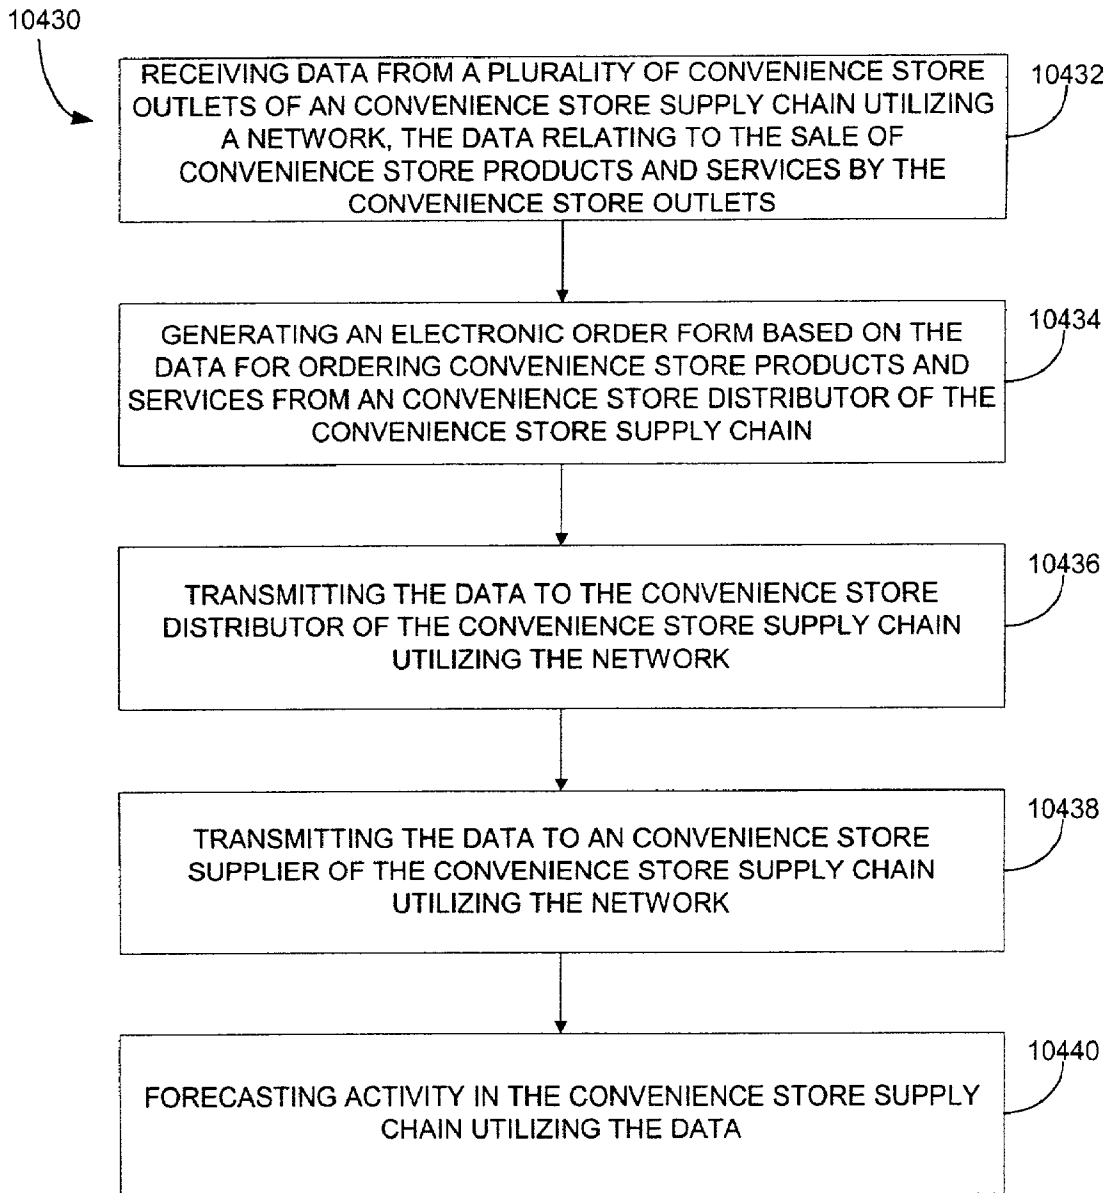 10430
RECEIVING DATA FROM A PLURALITY OF CONVENIENCE STORE
OUTLETS OF AN CONVENIENCE STORE SUPPLY CHAIN UTILIZING
A NETWORK, THE DATA RELATING TO THE SALE OF
CONVENIENCE STORE PRODUCTS AND SERVICES BY THE
CONVENIENCE STORE OUTLETS
10432
GENERATING AN ELECTRONIC ORDER FORM BASED ON THE
DATA FOR ORDERING CONVENIENCE STORE PRODUCTS AND
SERVICES FROM AN CONVENIENCE STORE DISTRIBUTOR OF THE
CONVENIENCE STORE SUPPLY CHAIN
10434
TRANSMITTING THE DATA TO THE CONVENIENCE STORE
DISTRIBUTOR OF THE CONVENIENCE STORE SUPPLY CHAIN
UTILIZING THE NETWORK
10436
TRANSMITTING THE DATA TO AN CONVENIENCE STORE
SUPPLIER OF THE CONVENIENCE STORE SUPPLY CHAIN
UTILIZING THE NETWORK
10438
FORECASTING ACTIVITY IN THE CONVENIENCE STORE SUPPLY
CHAIN UTILIZING THE DATA
10440